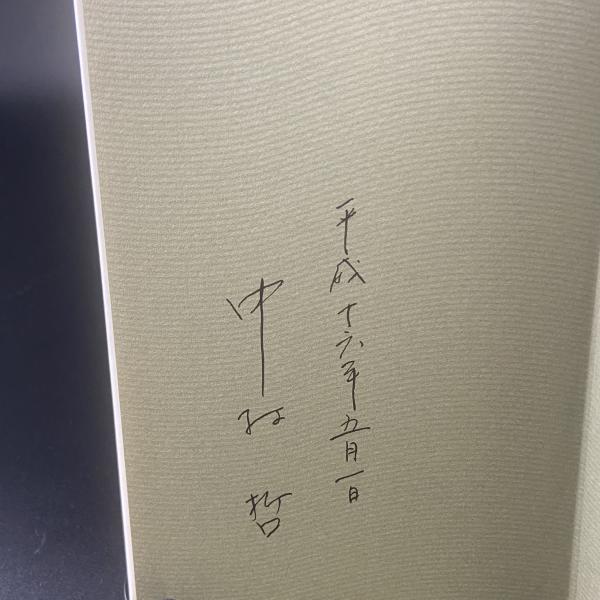 平成十六年五月一日
中村 哲